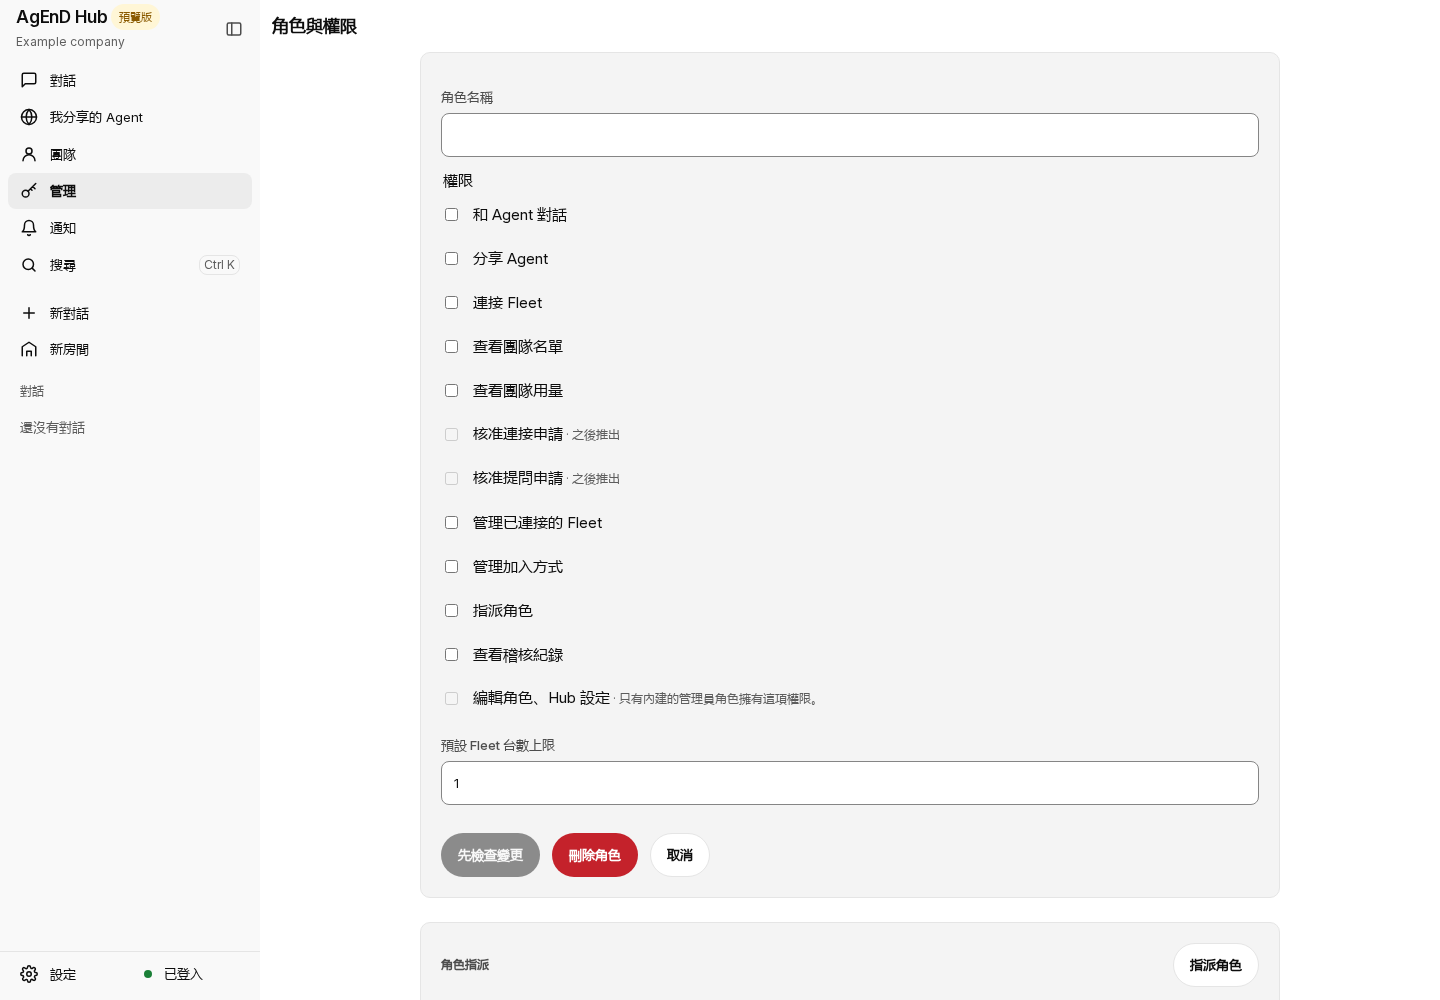 AgEnD Hub 預覽版
Example company
對話
我分享的 Agent
團隊
管理
通知
搜尋 Ctrl K
新對話
新房間
對話
還沒有對話
設定
已登入
角色與權限
角色名稱
權限
和 Agent 對話
分享 Agent
連接 Fleet
查看團隊名單
查看團隊用量
核准連接申請 · 之後推出
核准提問申請 · 之後推出
管理已連接的 Fleet
管理加入方式
指派角色
查看稽核紀錄
編輯角色、Hub 設定 · 只有內建的管理員角色擁有這項權限。
預設 Fleet 台數上限
1
先檢查變更 刪除角色 取消
角色指派 指派角色